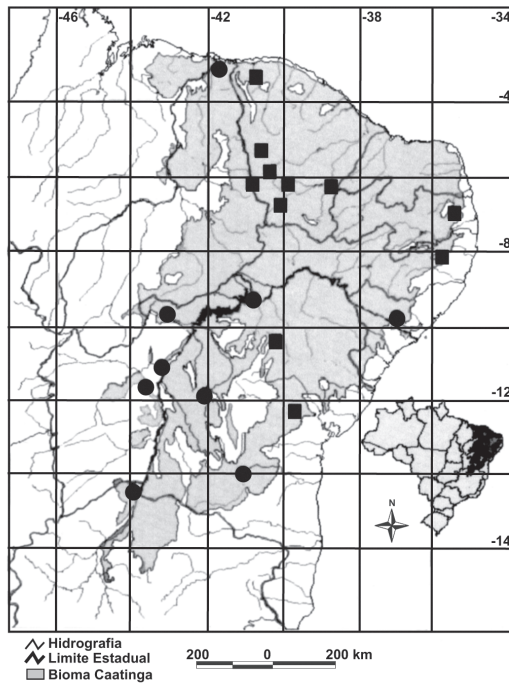 -46 -42 -38 -34
-4
-8
-12
N
-14
Hidrografia
Limite Estadual
Bioma Caatinga
200 0 200 km